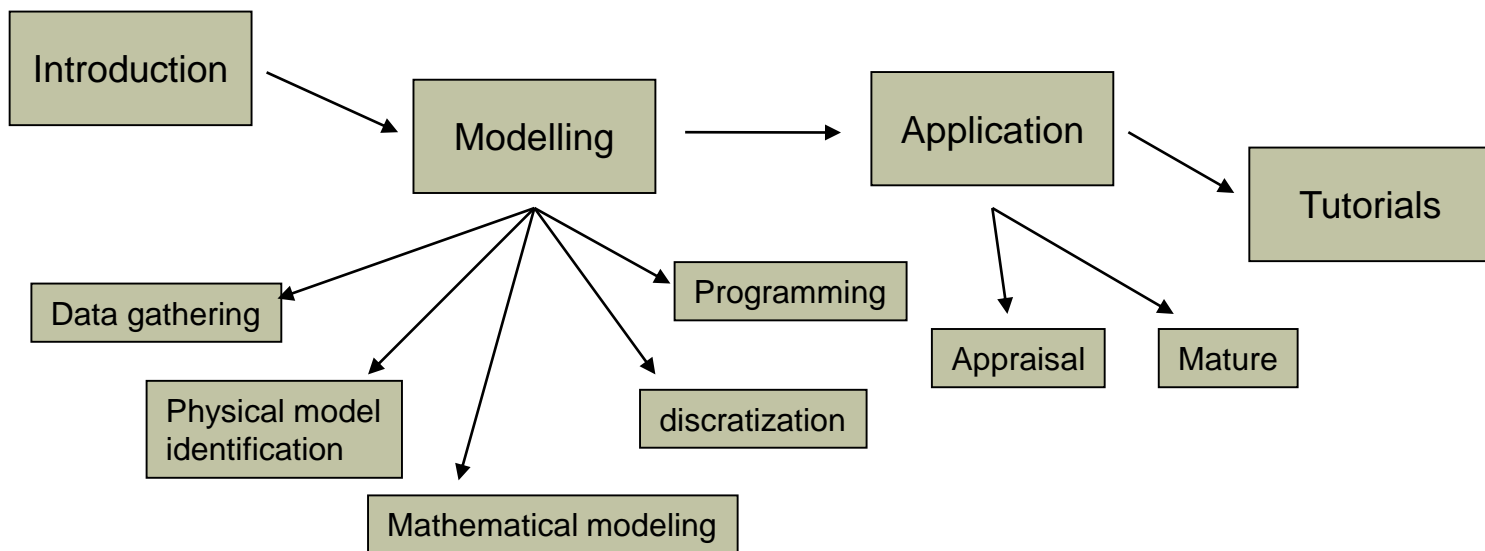 Introduction
Modelling
Application
Tutorials
Data gathering
Physical model
identification
Mathematical modeling
discratization
Programming
Appraisal
Mature